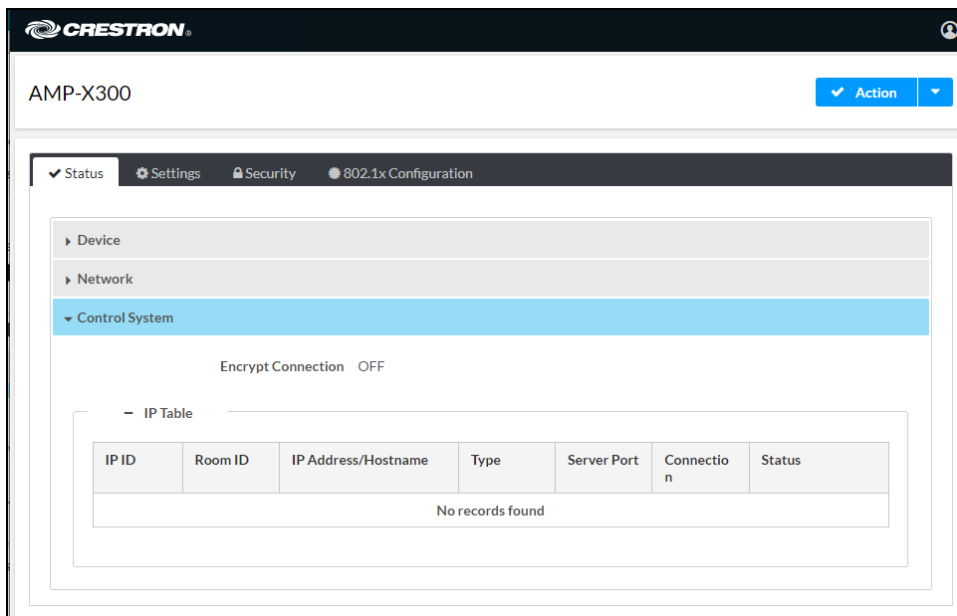 CRESTRON®
AMP-X300
Action
Status Settings Security 802.1x Configuration
Device
Network
Control System
Encrypt Connection OFF
− IP Table
IP ID Room ID IP Address/Hostname Type Server Port Connectio Status
n
No records found